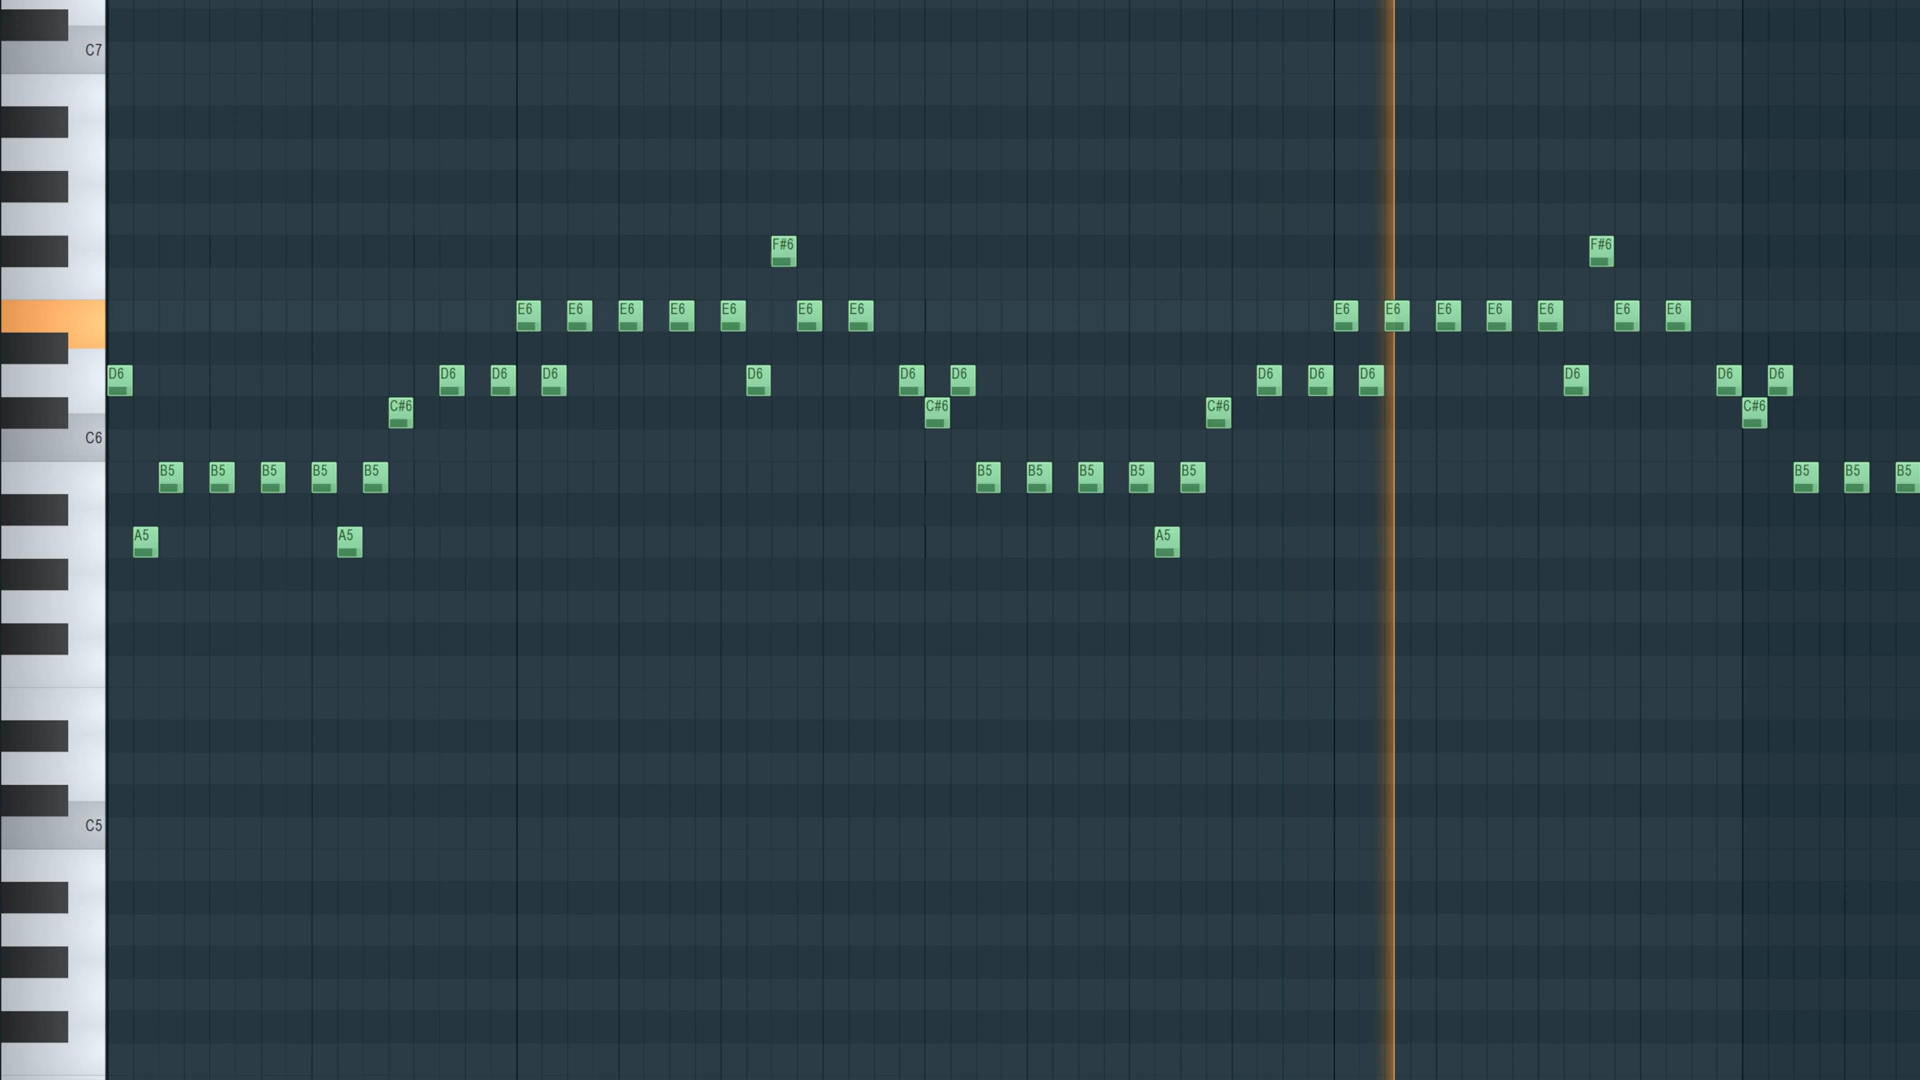 C7
F#6 F#6
E6 E6 E6 E6 E6 E6 E6 E6 E6 E6 E6 E6 E6 E6
D6 D6 D6 D6 D6 D6 D6 D6 D6 D6 D6 D6 D6
C#6 C#6 C#6 C#6
C6
B5 B5 B5 B5 B5 B5 B5 B5 B5 B5 B5 B5 B5
A5 A5 A5
C5